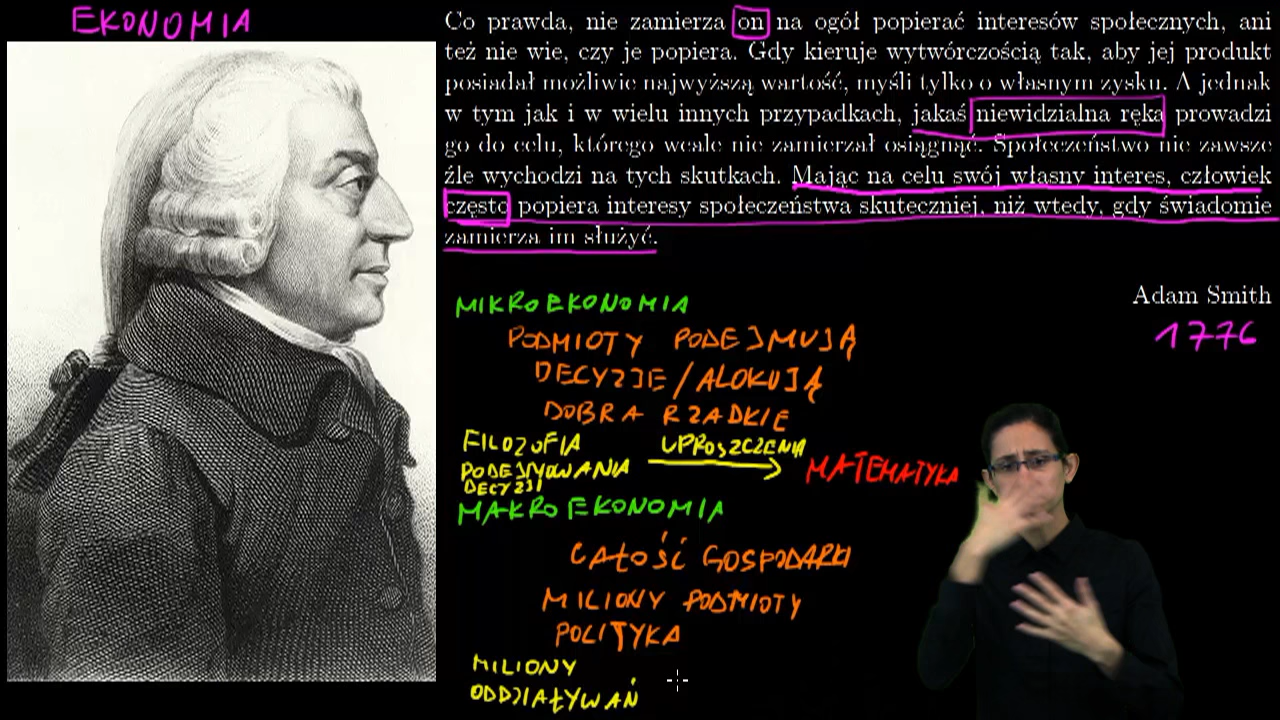 EKONOMIA
Co prawda, nie zamierza on na ogół popierać interesów społecznych, ani
też nie wie, czy je popiera. Gdy kieruje wytwórczością tak, aby jej produkt
posiadał możliwie najwyższą wartość, myśli tylko o własnym zysku. A jednak
w tym jak i w wielu innych przypadkach, jakaś niewidzialna ręka prowadzi
go do celu, którego wcale nie zamierzał osiągnąć. Społeczeństwo nie zawsze
źle wychodzi na tych skutkach. Mając na celu swój własny interes, człowiek
często popiera interesy społeczeństwa skuteczniej, niż wtedy, gdy świadomie
zamierza im służyć.
Adam Smith
1776
MIKROEKONOMIA
PODMIOTY PODEJMUJĄ
DECYZJE / ALOKUJĄ
DOBRA RZADKIE
FILOZOFIA
PODEJMOWANIA
DECYZJI
UPROSZCZENIA
MATEMATYKA
MAKROEKONOMIA
CAŁOŚĆ GOSPODARKI
MILIONY PODMIOTY
POLITYKA
MILIONY
ODDZIAŁYWAŃ